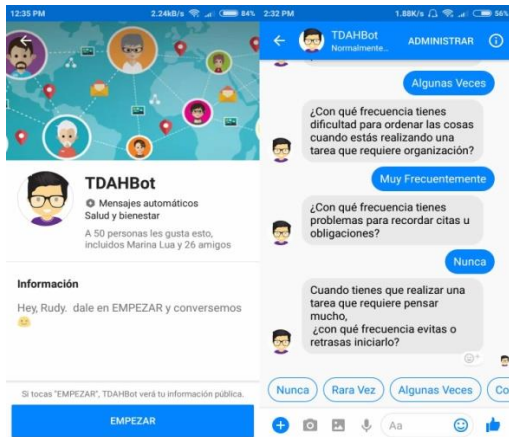 12:35 PM
2.24kB/s
84%
TDAHBot
Mensajes automáticos
Salud y bienestar
A 50 personas les gusta esto,
incluidos Marina Lua y 26 amigos
Información
Hey, Rudy. dale en EMPEZAR y conversemos
Si tocas "EMPEZAR", TDAHBot verá tu información pública.
EMPEZAR
2:32 PM
1.88K/s
56%
TDAHBot
Normalmente...
ADMINISTRAR
Algunas Veces
¿Con qué frecuencia tienes
dificultad para ordenar las cosas
cuando estás realizando una
tarea que requiere organización?
Muy Frecuentemente
¿Con qué frecuencia tienes
problemas para recordar citas u
obligaciones?
Nunca
Cuando tienes que realizar una
tarea que requiere pensar
mucho,
¿con qué frecuencia evitas o
retrasas iniciarlo?
Nunca
Rara Vez
Algunas Veces
Co
Aa